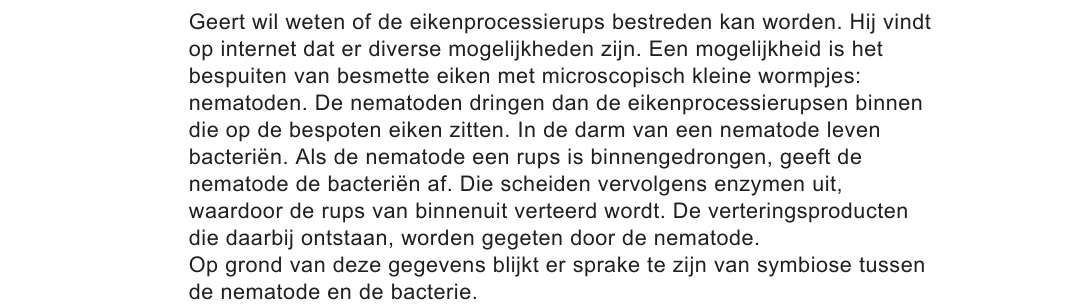 Geert wil weten of de eikenprocessierups bestreden kan worden. Hij vindt
op internet dat er diverse mogelijkheden zijn. Een mogelijkheid is het
bespuiten van besmette eiken met microscopisch kleine wormpjes:
nematoden. De nematoden dringen dan de eikenprocessierupsen binnen
die op de bespoten eiken zitten. In de darm van een nematode leven
bacteriën. Als de nematode een rups is binnengedrongen, geeft de
nematode de bacteriën af. Die scheiden vervolgens enzymen uit,
waardoor de rups van binnenuit verteerd wordt. De verteringsproducten
die daarbij ontstaan, worden gegeten door de nematode.
Op grond van deze gegevens blijkt er sprake te zijn van symbiose tussen
de nematode en de bacterie.